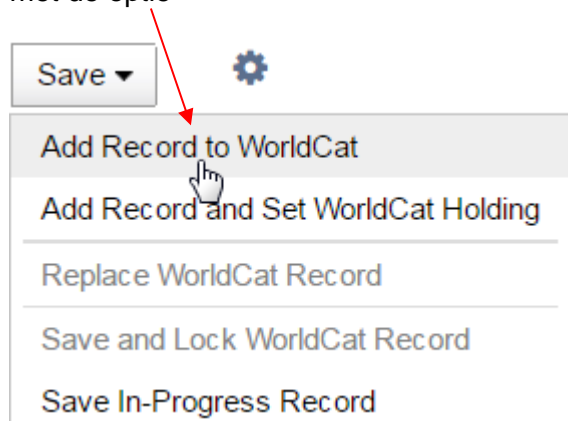 met de optie
Save
Add Record to WorldCat
Add Record and Set WorldCat Holding
Replace WorldCat Record
Save and Lock WorldCat Record
Save In-Progress Record